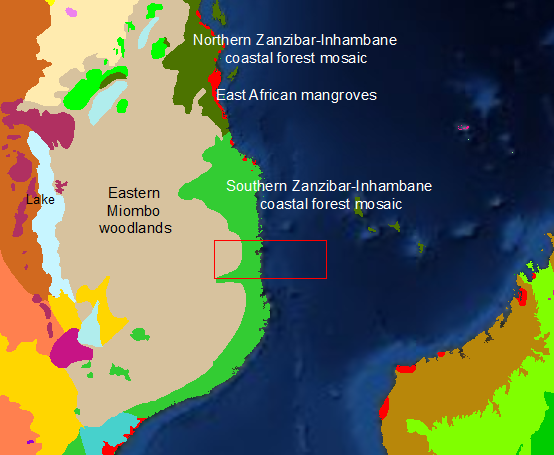 Northern Zanzibar-Inhambane
coastal forest mosaic
East African mangroves
Southern Zanzibar-Inhambane
coastal forest mosaic
Lake
Eastern
Miombo
woodlands